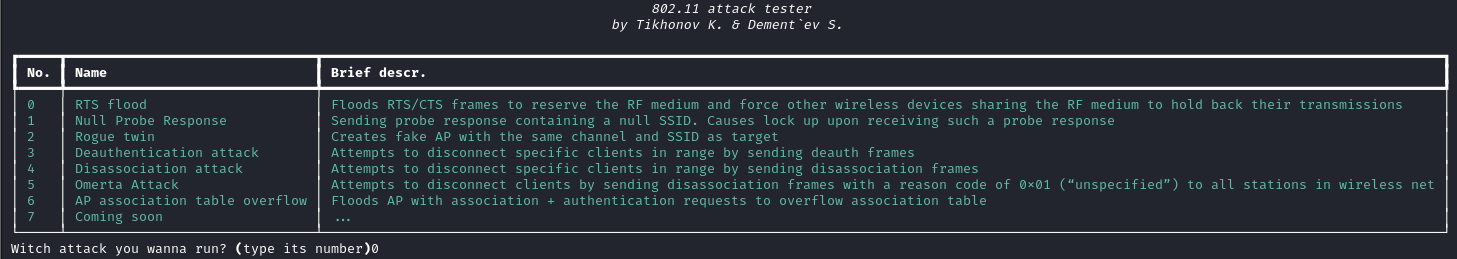 802.11 attack tester
by Tikhonov K. & Dement`ev S.
No. Name Brief descr.
0 RTS flood Floods RTS/CTS frames to reserve the RF medium and force other wireless devices sharing the RF medium to hold back their transmissions
1 Null Probe Response Sending probe response containing a null SSID. Causes lock up upon receiving such a probe response
2 Rogue twin Creates fake AP with the same channel and SSID as target
3 Deauthentication attack Attempts to disconnect specific clients in range by sending deauth frames
4 Disassociation attack Attempts to disconnect specific clients in range by sending disassociation frames
5 Omerta Attack Attempts to disconnect clients by sending disassociation frames with a reason code of 0×01 (“unspecified”) to all stations in wireless net
6 AP association table overflow Floods AP with association + authentication requests to overflow association table
7 Coming soon ...
Witch attack you wanna run? (type its number)0